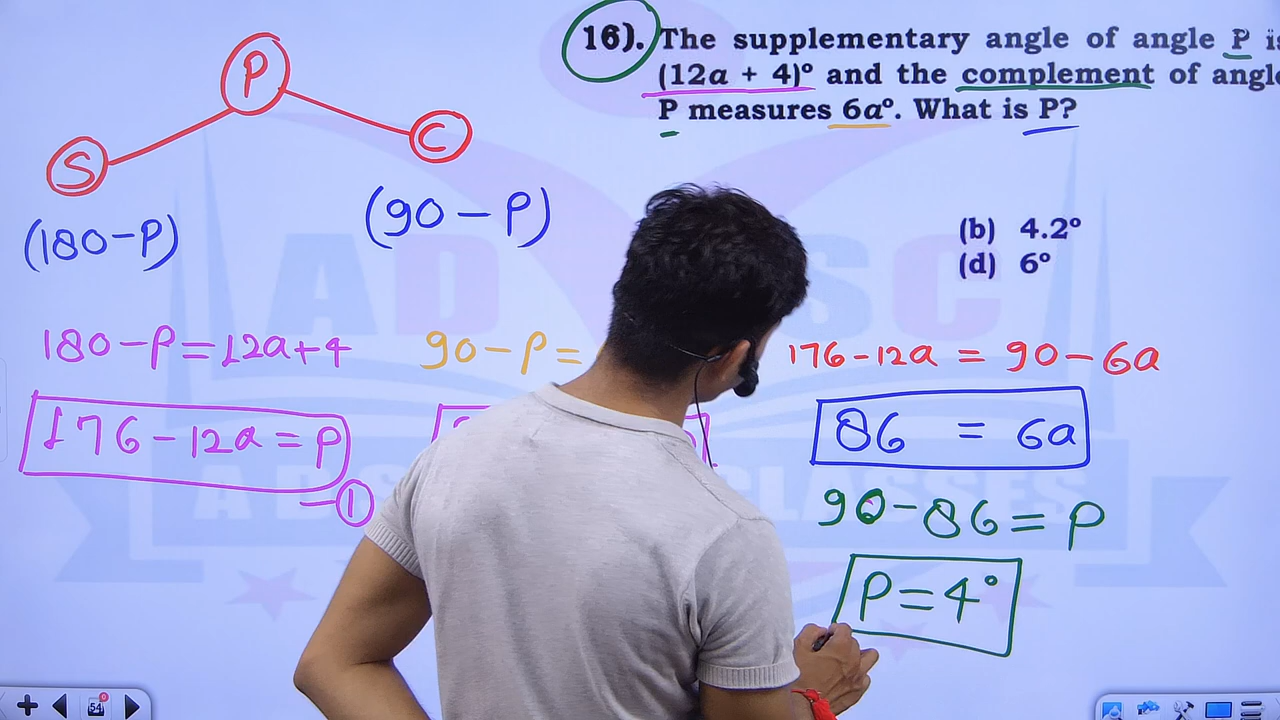 16). The supplementary angle of angle P is
(12a + 4)° and the complement of angle
P measures 6a°. What is P?
(b) 4.2°
(d) 6°
P
S
C
(180-P)
(90-P)
180-P=12a+4
176-12a=P
1
90-P=
176-12a = 90-6a
86 = 6a
90-86=P
P=4°
54